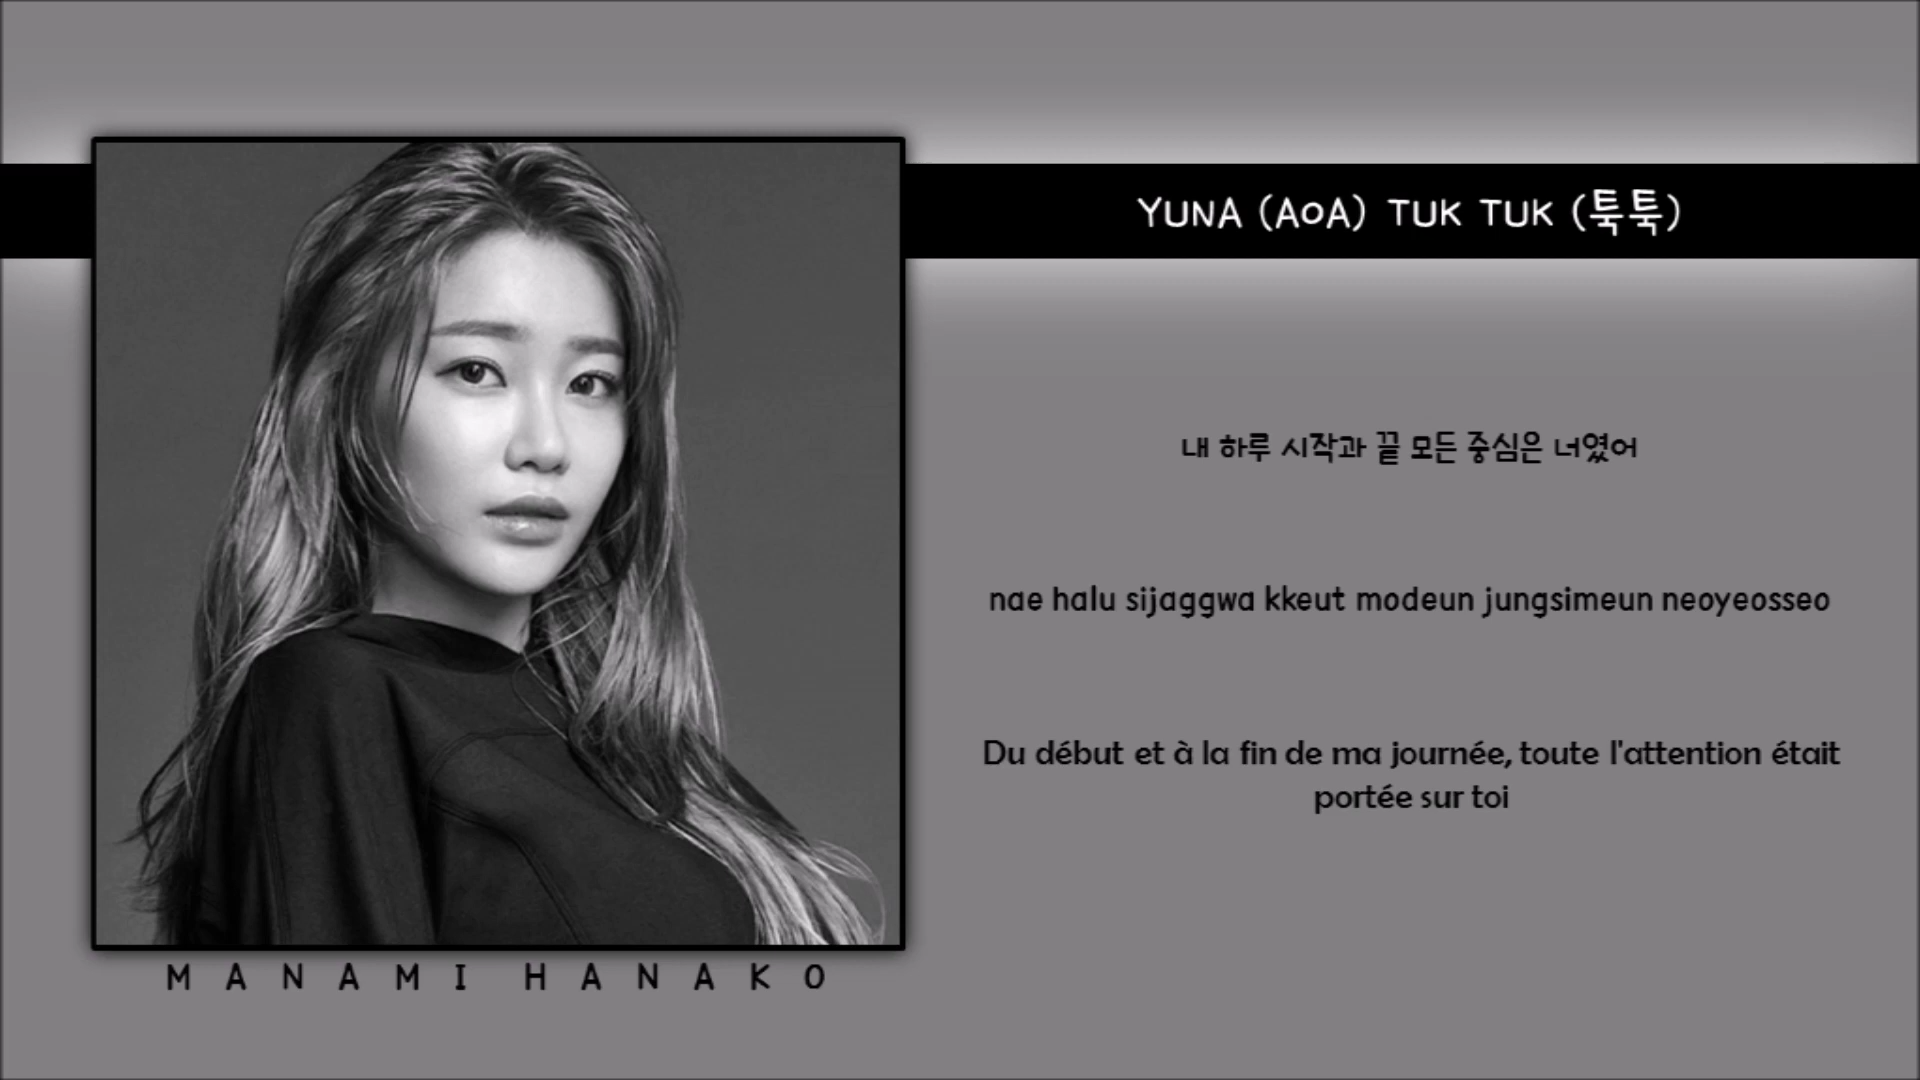 YUNA (AOA) TUK TUK (툭툭)
내 하루 시작과 끝 모든 중심은 너였어
nae halu sijaggwa kkeut modeun jungsimeun neoyeosseo
Du début et à la fin de ma journée, toute l'attention était
portée sur toi
MANAMI HANAKO